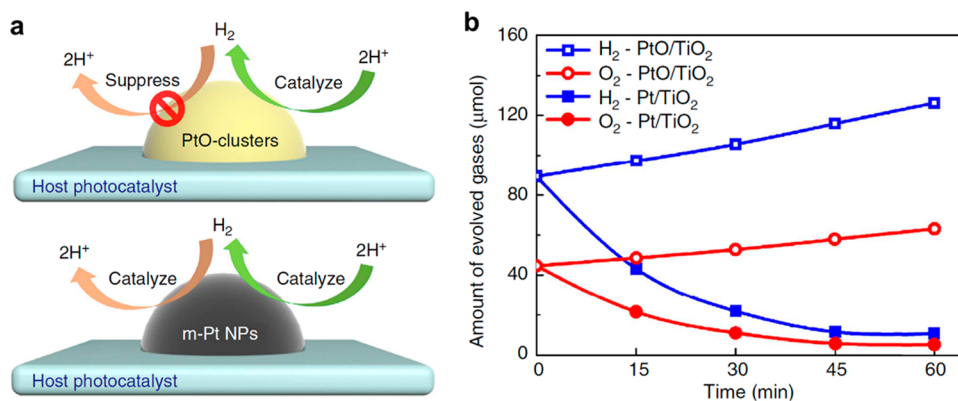 a
H₂
2H⁺
2H⁺
Suppress
Catalyze
PtO-clusters
Host photocatalyst
H₂
2H⁺
2H⁺
Catalyze
Catalyze
m-Pt NPs
Host photocatalyst
b
160
120
80
40
0
Amount of evolved gases (μmol)
H₂ - PtO/TiO₂
O₂ - PtO/TiO₂
H₂ - Pt/TiO₂
O₂ - Pt/TiO₂
0 15 30 45 60
Time (min)